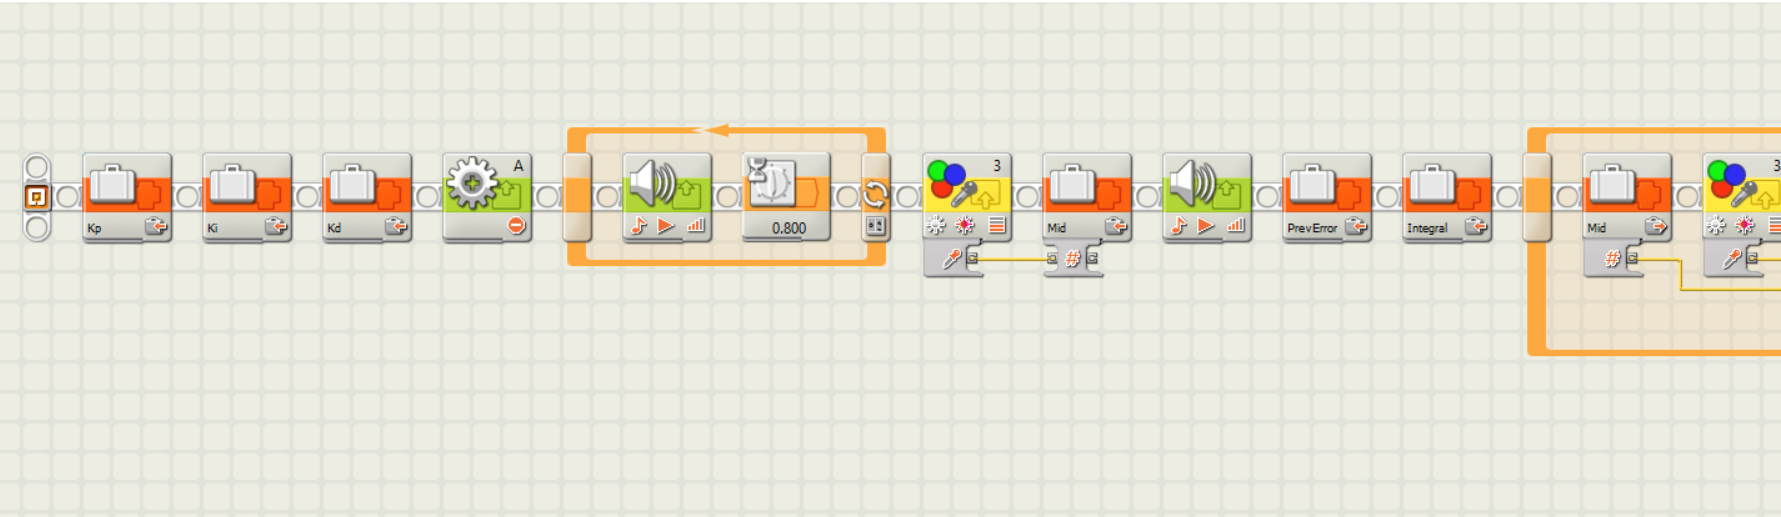 A
3
3
Kp
Ki
Kd
0.800
Mid
PrevError
Integral
Mid
#
#